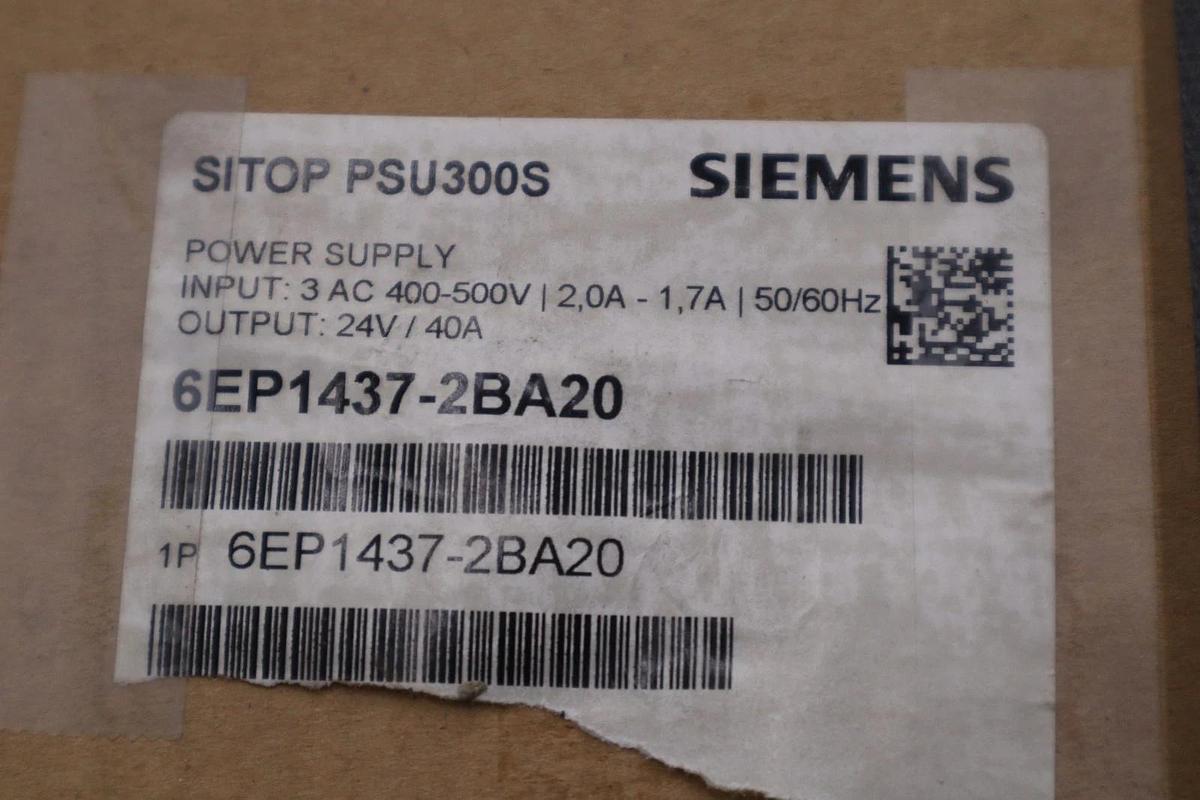 SITOP PSU300S SIEMENS
POWER SUPPLY
INPUT: 3 AC 400-500V | 2,0A - 1,7A | 50/60Hz
OUTPUT: 24V / 40A
6EP1437-2BA20
1P 6EP1437-2BA20